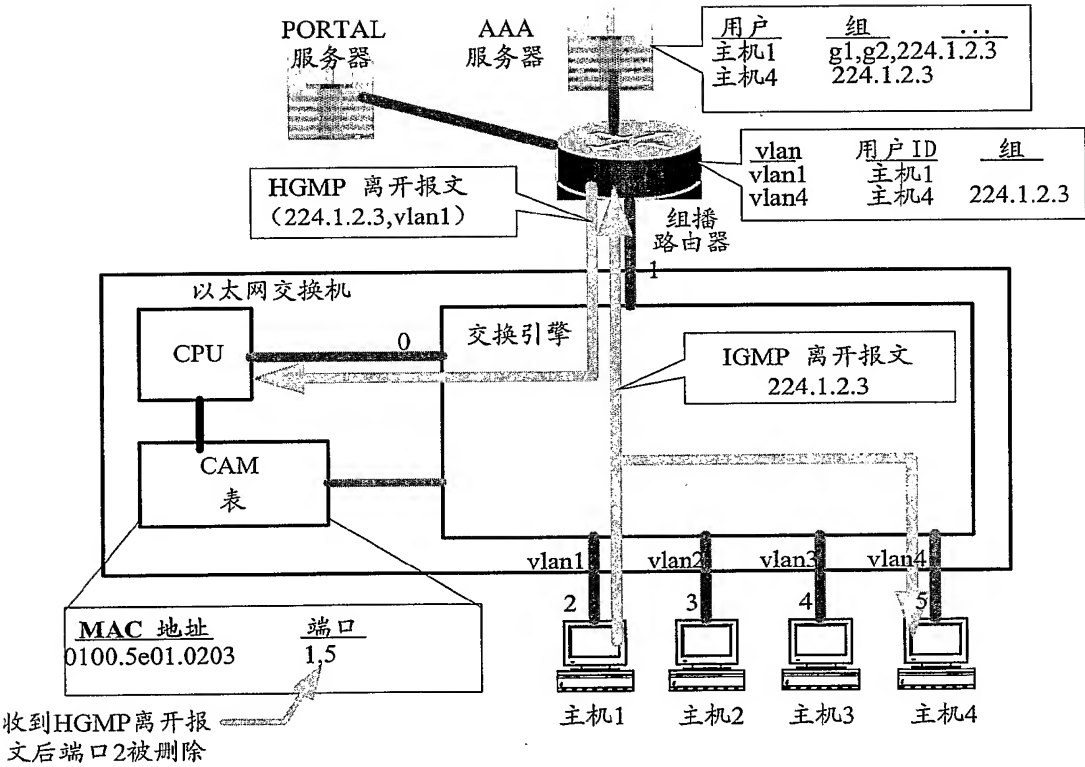 PORTAL
服务器
AAA
服务器
用户 组 ...
主机1 g1,g2,224.1.2.3
主机4 224.1.2.3
vlan 用户ID 组
vlan1 主机1
vlan4 主机4 224.1.2.3
HGMP 离开报文
（224.1.2.3,vlan1）
组播
路由器
1
以太网交换机
CPU
0
交换引擎
IGMP 离开报文
224.1.2.3
CAM
表
vlan1
vlan2
vlan3
vlan4
2
3
4
5
MAC 地址 端口
0100.5e01.0203 1,5
主机1
主机2
主机3
主机4
收到HGMP离开报
文后端口2被删除